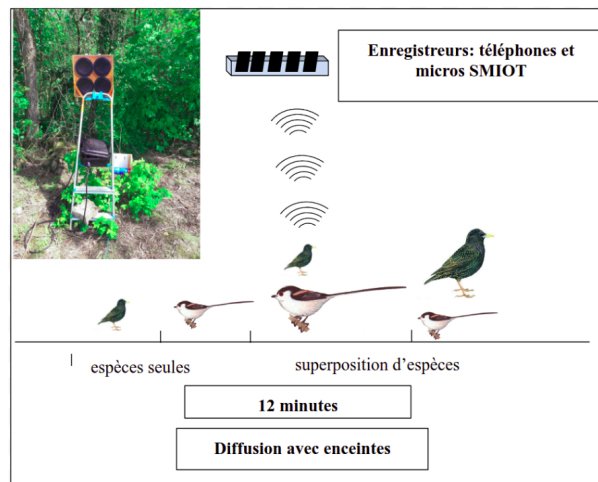 Enregistreurs: téléphones et
micros SMIOT
espèces seules
superposition d'espèces
12 minutes
Diffusion avec enceintes